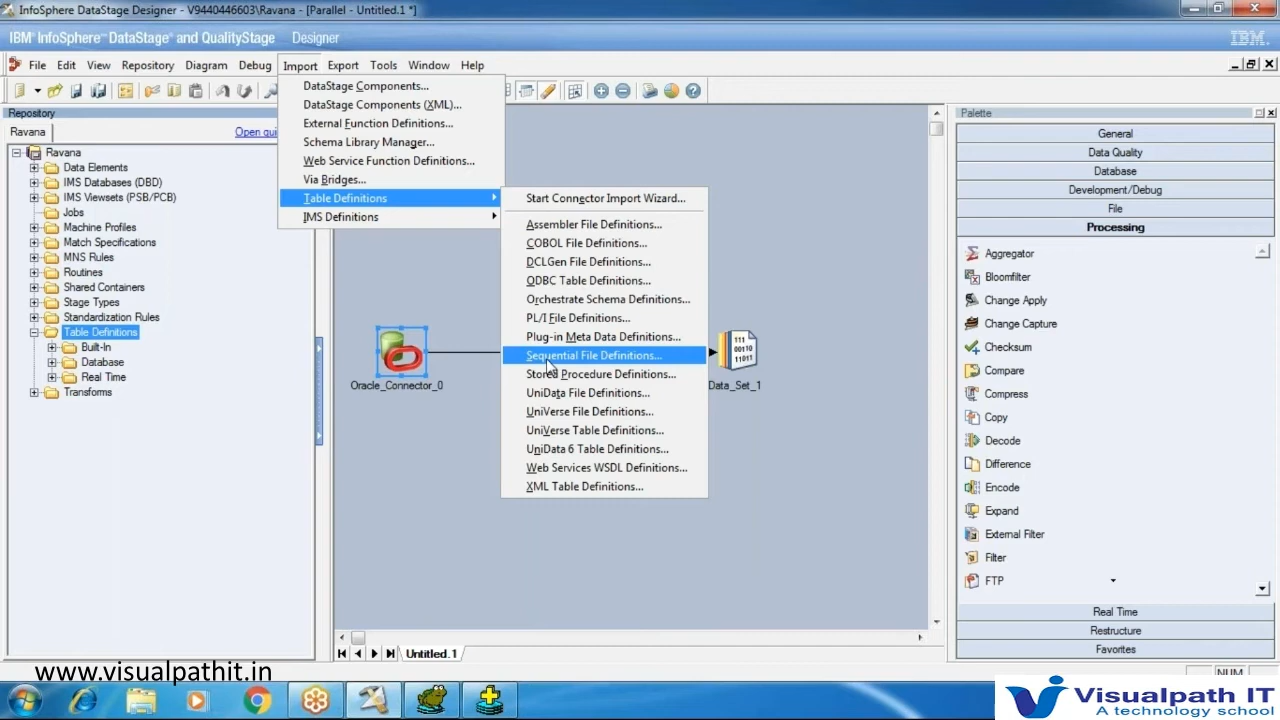 InfoSphere DataStage Designer - V9440446603\Ravana - [Parallel - Untitled.1 *]
IBM® InfoSphere™ DataStage® and QualityStage Designer
IBM.
File Edit View Repository Diagram Debug Import Export Tools Window Help
Repository
Ravana
Open qui
Ravana
Data Elements
IMS Databases (DBD)
IMS Viewsets (PSB/PCB)
Jobs
Machine Profiles
Match Specifications
MNS Rules
Routines
Shared Containers
Stage Types
Standardization Rules
Table Definitions
Built-In
Database
Real Time
Transforms
DataStage Components...
DataStage Components (XML)...
External Function Definitions...
Schema Library Manager...
Web Service Function Definitions...
Via Bridges...
Table Definitions
IMS Definitions
Start Connector Import Wizard...
Assembler File Definitions...
COBOL File Definitions...
DCLGen File Definitions...
ODBC Table Definitions...
Orchestrate Schema Definitions...
PL/I File Definitions...
Plug-in Meta Data Definitions...
Sequential File Definitions...
Stored Procedure Definitions...
UniData File Definitions...
UniVerse File Definitions...
UniVerse Table Definitions...
UniData 6 Table Definitions...
Web Services WSDL Definitions...
XML Table Definitions...
Oracle_Connector_0
111
00110
11011
Data_Set_1
Untitled.1
Palette
General
Data Quality
Database
Development/Debug
File
Processing
Aggregator
Bloomfilter
Change Apply
Change Capture
Checksum
Compare
Compress
Copy
Decode
Difference
Encode
Expand
External Filter
Filter
FTP
Real Time
Restructure
Favorites
NUM
www.visualpathit.in
Visualpath IT
A technology school